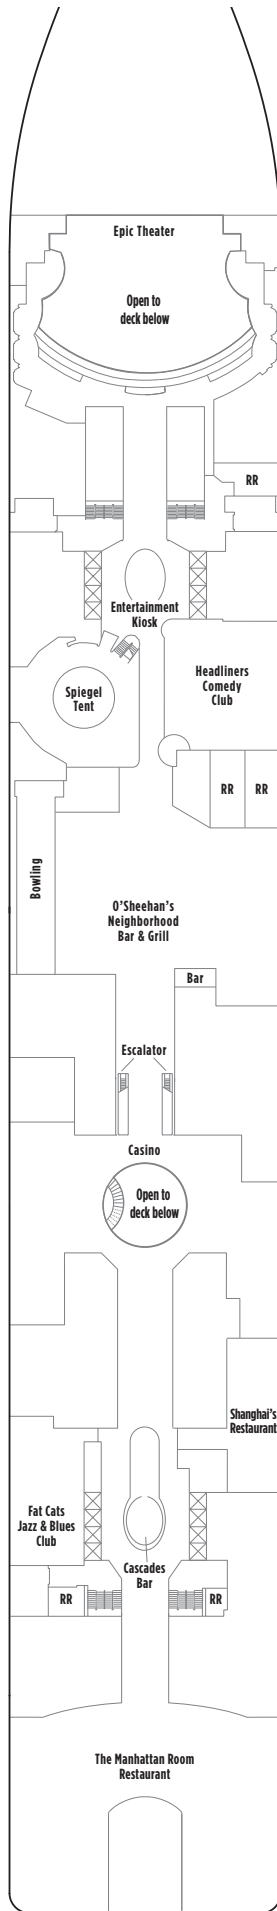 Epic Theater
Open to
deck below
RR
Entertainment
Kiosk
Headliners
Comedy
Club
Spiegel
Tent
RR
RR
Bowling
O'Sheehan's
Neighborhood
Bar & Grill
Bar
Escalator
Casino
Open to
deck below
Shanghai's
Restaurant
Fat Cats
Jazz & Blues
Club
Cascades
Bar
RR
RR
The Manhattan Room
Restaurant